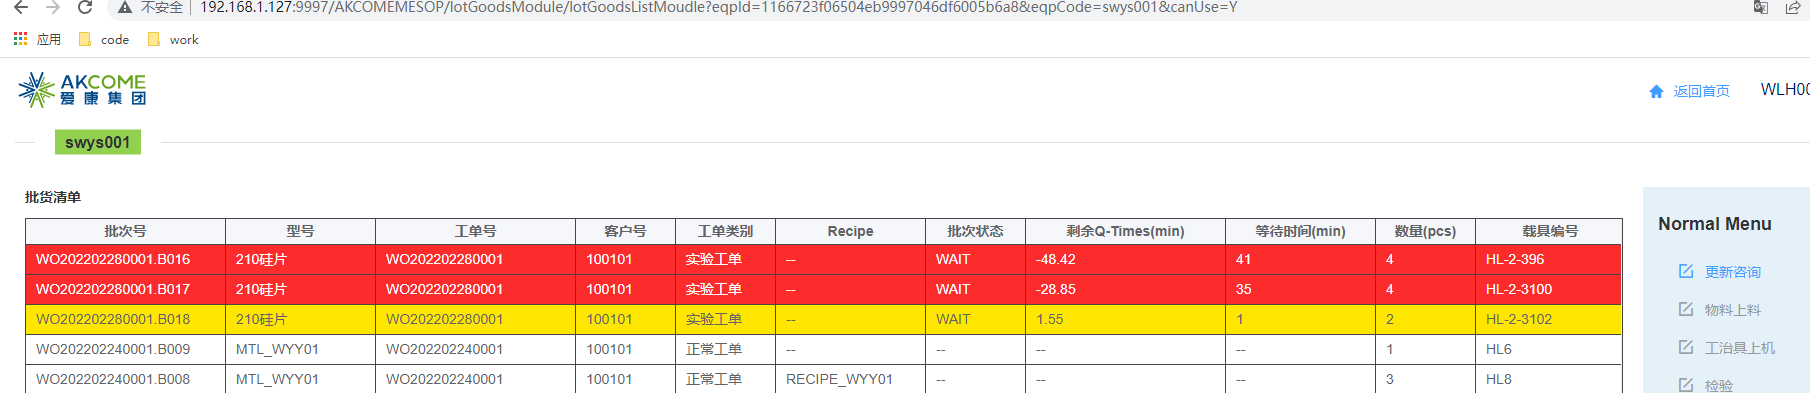 不安全 192.168.1.127:9997/AKCOMEMESOP/lotGoodsModule/lotGoodsListMoudle?eqpId=1166723f06504eb9997046df6005b6a8&eqpCode=swys001&canUse=Y
应用 code work
AKCOME
爱康集团
返回首页 WLH00
swys001
批货清单
批次号 型号 工单号 客户号 工单类别 Recipe 批次状态 剩余Q-Times(min) 等待时间(min) 数量(pcs) 载具编号
WO202202280001.B016 210硅片 WO202202280001 100101 实验工单 -- WAIT -48.42 41 4 HL-2-396
WO202202280001.B017 210硅片 WO202202280001 100101 实验工单 -- WAIT -28.85 35 4 HL-2-3100
WO202202280001.B018 210硅片 WO202202280001 100101 实验工单 -- WAIT 1.55 1 2 HL-2-3102
WO202202240001.B009 MTL_WYY01 WO202202240001 100101 正常工单 -- -- -- -- 1 HL6
WO202202240001.B008 MTL_WYY01 WO202202240001 100101 正常工单 RECIPE_WYY01 -- -- -- 3 HL8
Normal Menu
更新咨询
物料上料
工治具上机
检验